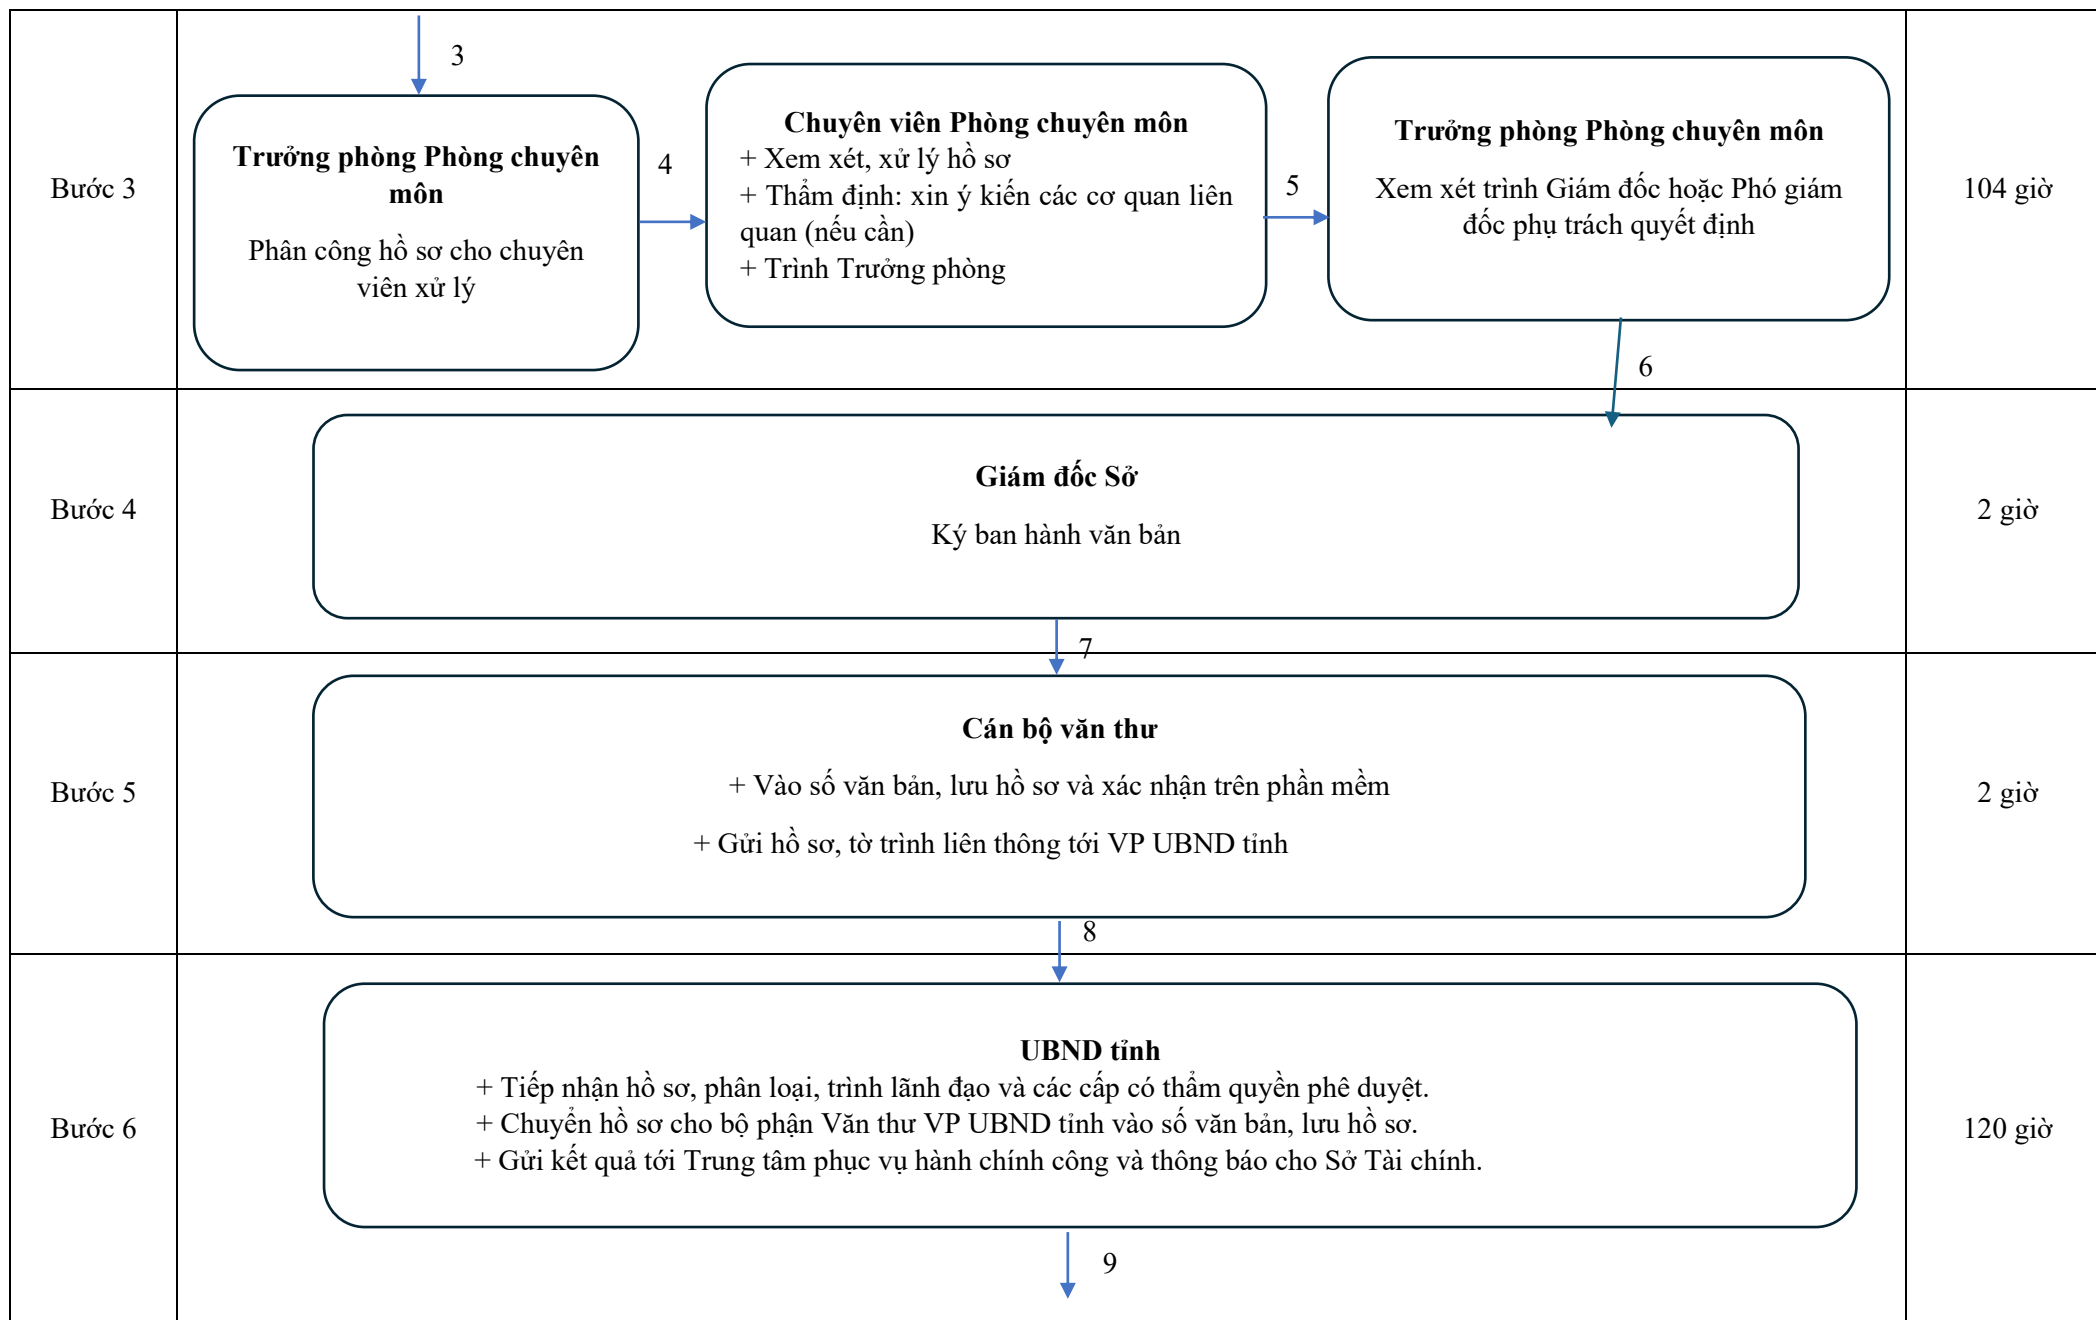 3
Bước 3
Trưởng phòng Phòng chuyên
môn
Phân công hồ sơ cho chuyên
viên xử lý
4
Chuyên viên Phòng chuyên môn
+ Xem xét, xử lý hồ sơ
+ Thẩm định: xin ý kiến các cơ quan liên
quan (nếu cần)
+ Trình Trưởng phòng
5
Trưởng phòng Phòng chuyên môn
Xem xét trình Giám đốc hoặc Phó giám
đốc phụ trách quyết định
104 giờ
6
Bước 4
Giám đốc Sở
Ký ban hành văn bản
2 giờ
7
Bước 5
Cán bộ văn thư
+ Vào số văn bản, lưu hồ sơ và xác nhận trên phần mềm
+ Gửi hồ sơ, tờ trình liên thông tới VP UBND tỉnh
2 giờ
8
Bước 6
UBND tỉnh
+ Tiếp nhận hồ sơ, phân loại, trình lãnh đạo và các cấp có thẩm quyền phê duyệt.
+ Chuyển hồ sơ cho bộ phận Văn thư VP UBND tỉnh vào số văn bản, lưu hồ sơ.
+ Gửi kết quả tới Trung tâm phục vụ hành chính công và thông báo cho Sở Tài chính.
120 giờ
9